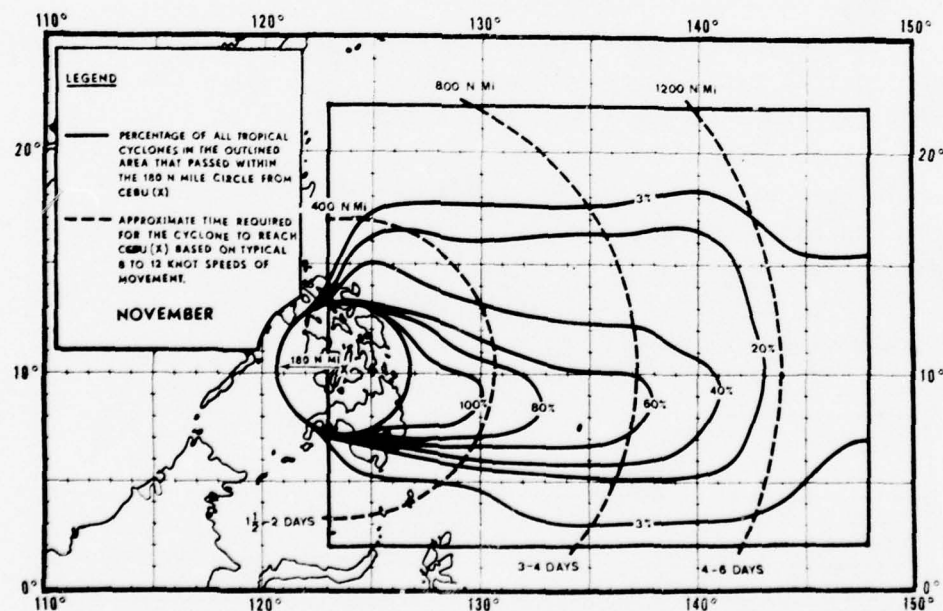 110° 120° 130° 140° 150°
LEGEND
PERCENTAGE OF ALL TROPICAL
CYCLONES IN THE OUTLINED
AREA THAT PASSED WITHIN
THE 180 N MILE CIRCLE FROM
CEBU (X)
APPROXIMATE TIME REQUIRED
FOR THE CYCLONE TO REACH
CEBU (X) BASED ON TYPICAL
8 TO 12 KNOT SPEEDS OF
MOVEMENT.
NOVEMBER
800 N MI
1200 N MI
20°
20°
3%
400 N MI
20%
10°
180 N MI
X
100%
80%
60%
40%
10°
1½-2 DAYS
3%
3-4 DAYS
4-6 DAYS
0°
0°
110° 120° 130° 140° 150°